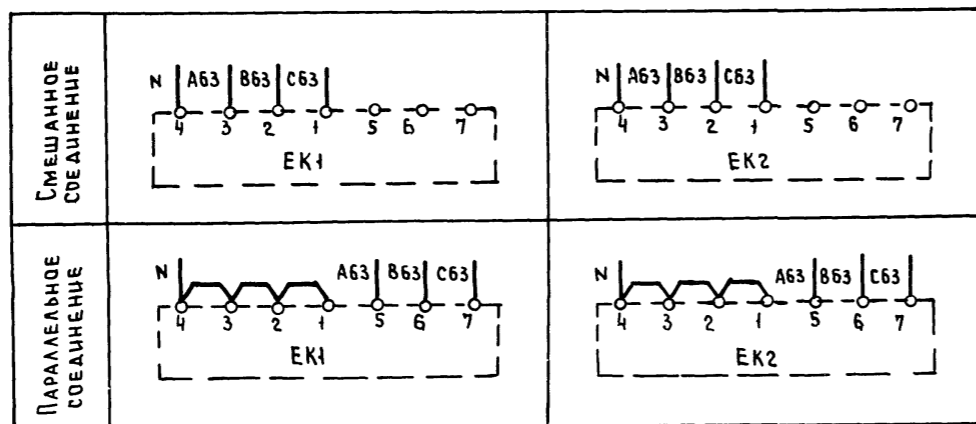 Смешанное
соединение
N А63 В63 С63
4 3 2 1 5 6 7
ЕК1
N А63 В63 С63
4 3 2 1 5 6 7
ЕК2
Параллельное
соединение
N А63 В63 С63
4 3 2 1 5 6 7
ЕК1
N А63 В63 С63
4 3 2 1 5 6 7
ЕК2